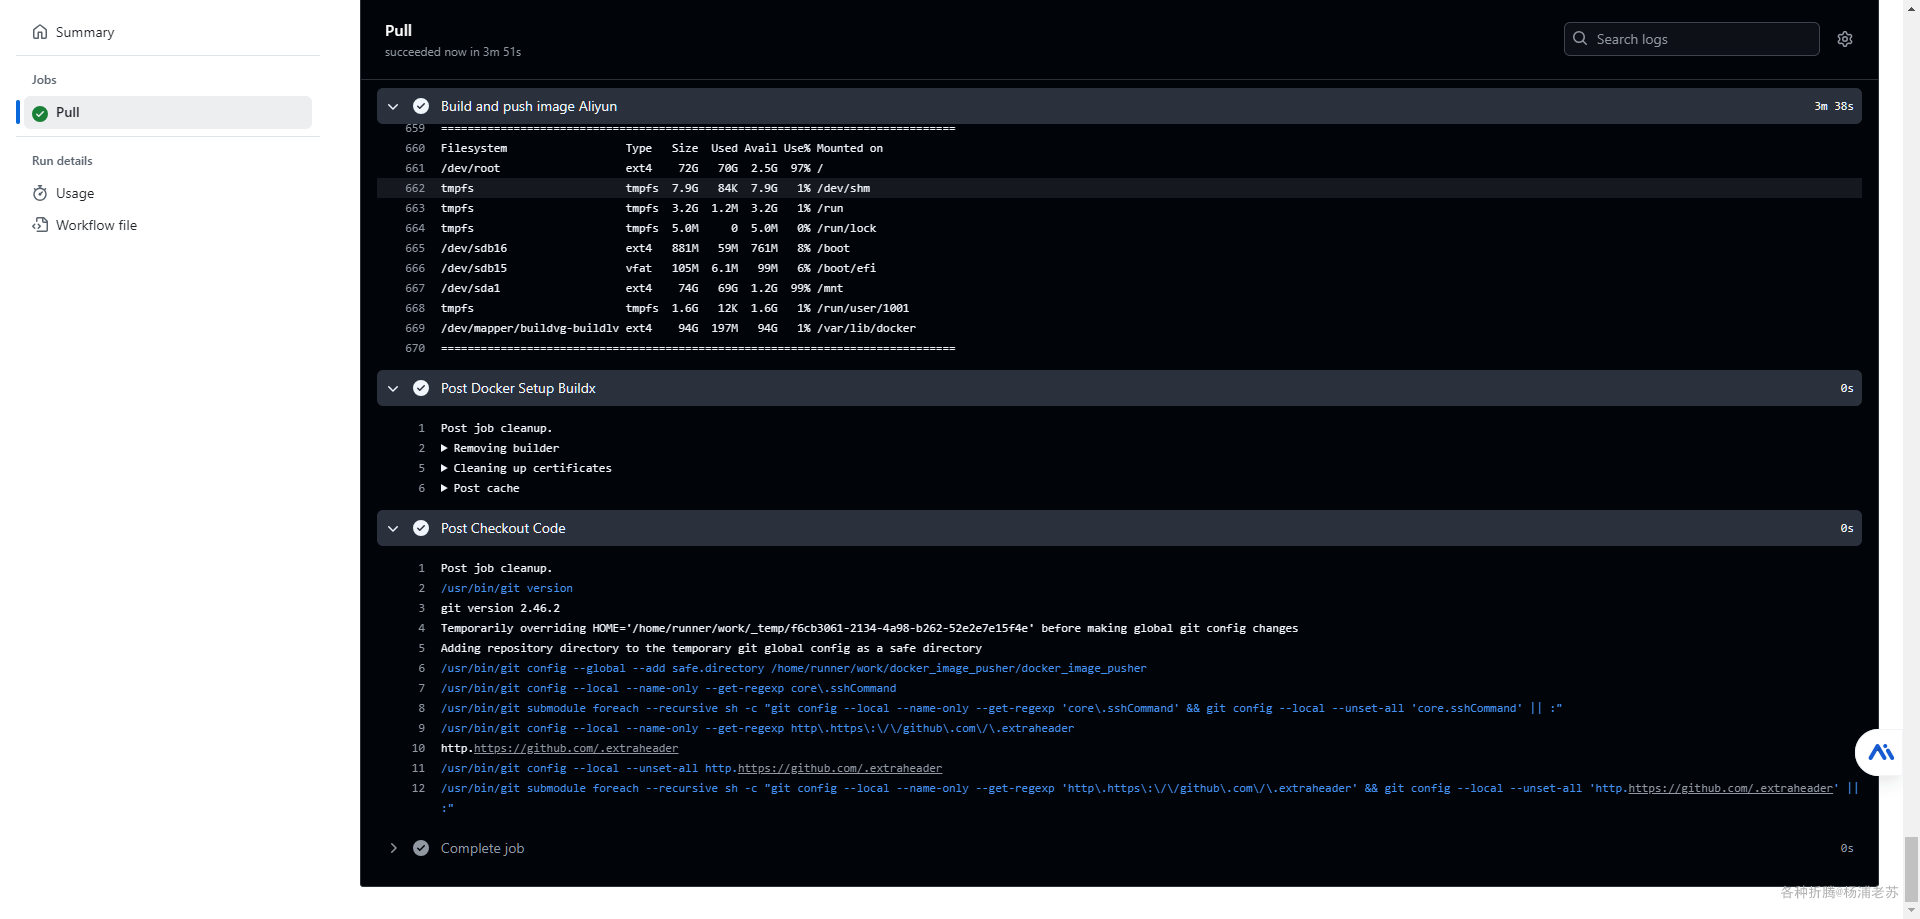 Summary
Jobs
Pull
Run details
Usage
Workflow file
Pull
succeeded now in 3m 51s
Search logs
Build and push image Aliyun 3m 38s
659 ==============================================================================
660 Filesystem Type Size Used Avail Use% Mounted on
661 /dev/root ext4 72G 70G 2.5G 97% /
662 tmpfs tmpfs 7.9G 84K 7.9G 1% /dev/shm
663 tmpfs tmpfs 3.2G 1.2M 3.2G 1% /run
664 tmpfs tmpfs 5.0M 0 5.0M 0% /run/lock
665 /dev/sdb16 ext4 881M 59M 761M 8% /boot
666 /dev/sdb15 vfat 105M 6.1M 99M 6% /boot/efi
667 /dev/sda1 ext4 74G 69G 1.2G 99% /mnt
668 tmpfs tmpfs 1.6G 12K 1.6G 1% /run/user/1001
669 /dev/mapper/buildvg-buildlv ext4 94G 197M 94G 1% /var/lib/docker
670 ==============================================================================
Post Docker Setup Buildx 0s
1 Post job cleanup.
2 ▶ Removing builder
5 ▶ Cleaning up certificates
6 ▶ Post cache
Post Checkout Code 0s
1 Post job cleanup.
2 /usr/bin/git version
3 git version 2.46.2
4 Temporarily overriding HOME='/home/runner/work/_temp/f6cb3061-2134-4a98-b262-52e2e7e15f4e' before making global git config changes
5 Adding repository directory to the temporary git global config as a safe directory
6 /usr/bin/git config --global --add safe.directory /home/runner/work/docker_image_pusher/docker_image_pusher
7 /usr/bin/git config --local --name-only --get-regexp core\.sshCommand
8 /usr/bin/git submodule foreach --recursive sh -c "git config --local --name-only --get-regexp 'core\.sshCommand' && git config --local --unset-all 'core.sshCommand' || :"
9 /usr/bin/git config --local --name-only --get-regexp http\.https\:\/\/github\.com\/\.extraheader
10 http.https://github.com/.extraheader
11 /usr/bin/git config --local --unset-all http.https://github.com/.extraheader
12 /usr/bin/git submodule foreach --recursive sh -c "git config --local --name-only --get-regexp 'http\.https\:\/\/github\.com\/\.extraheader' && git config --local --unset-all 'http.https://github.com/.extraheader' ||
:"
Complete job 0s
各种折腾@杨浦老苏